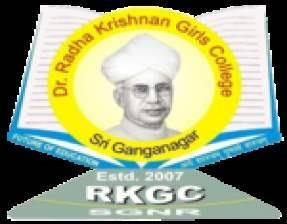 Dr. Radha Krishnan Girls College
Sri Ganganagar
FUTURE OF EDUCATION
Estd. 2007
RKGC
SGNR